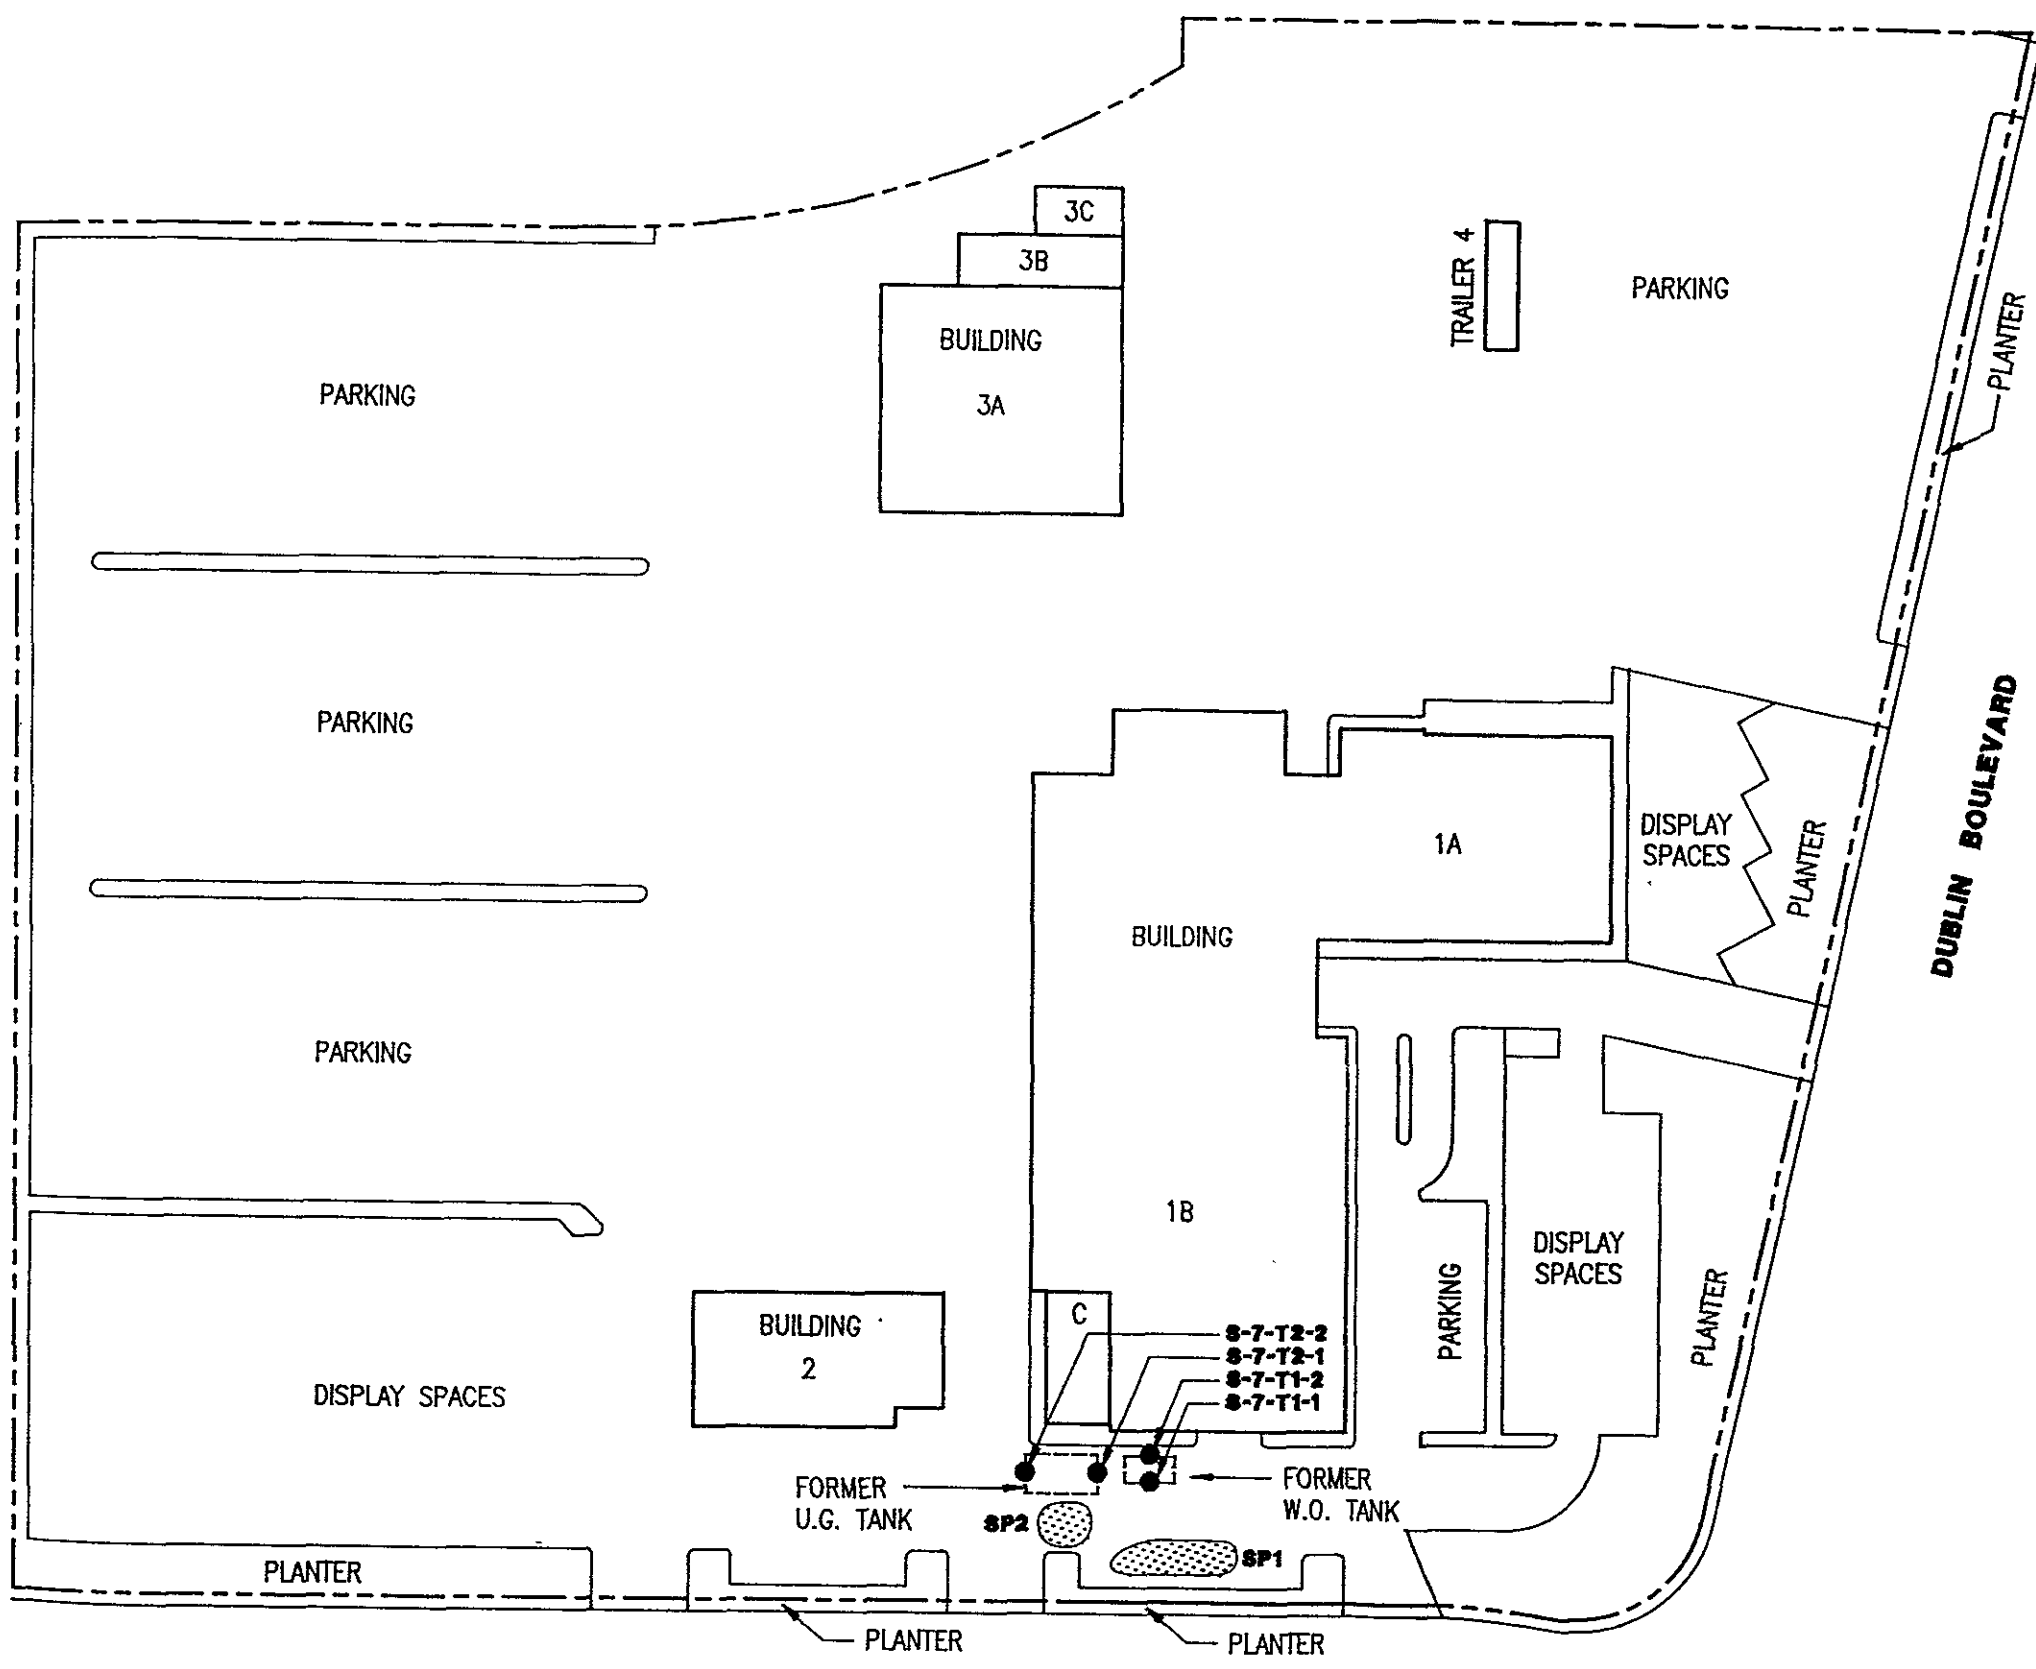 3C
3B
BUILDING
3A
TRAILER 4
PARKING
PLANTER
PARKING
PARKING
DUBLIN BOULEVARD
DISPLAY
SPACES
PLANTER
1A
BUILDING
PARKING
1B
DISPLAY
SPACES
PARKING
PLANTER
C
BUILDING
2
S-7-T2-2
S-7-T2-1
S-7-T1-2
S-7-T1-1
DISPLAY SPACES
FORMER
U.G. TANK
FORMER
W.O. TANK
SP2
SP1
PLANTER
PLANTER
PLANTER